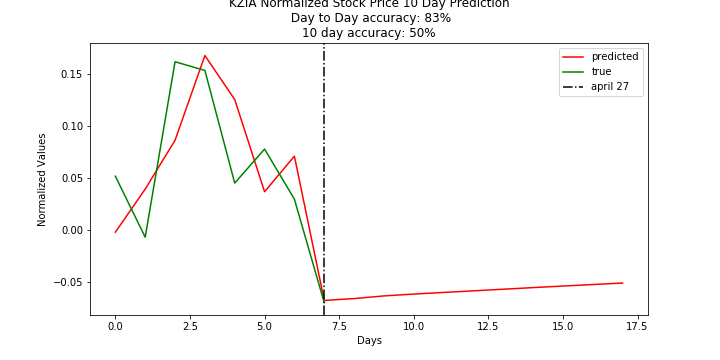 KZIA Normalized Stock Price 10 Day Prediction
Day to Day accuracy: 83%
10 day accuracy: 50%
predicted
true
april 27
0.15
0.10
0.05
0.00
−0.05
Normalized Values
0.0 2.5 5.0 7.5 10.0 12.5 15.0 17.5
Days